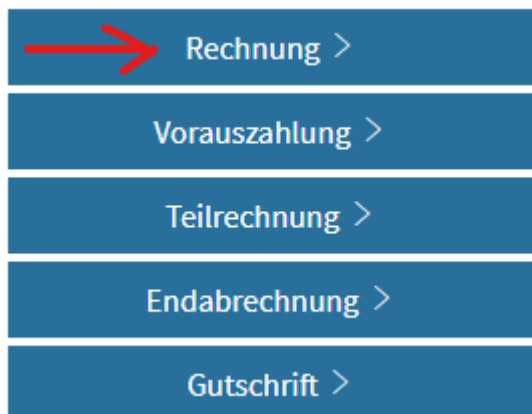 Rechnung >
Vorauszahlung >
Teilrechnung >
Endabrechnung >
Gutschrift >